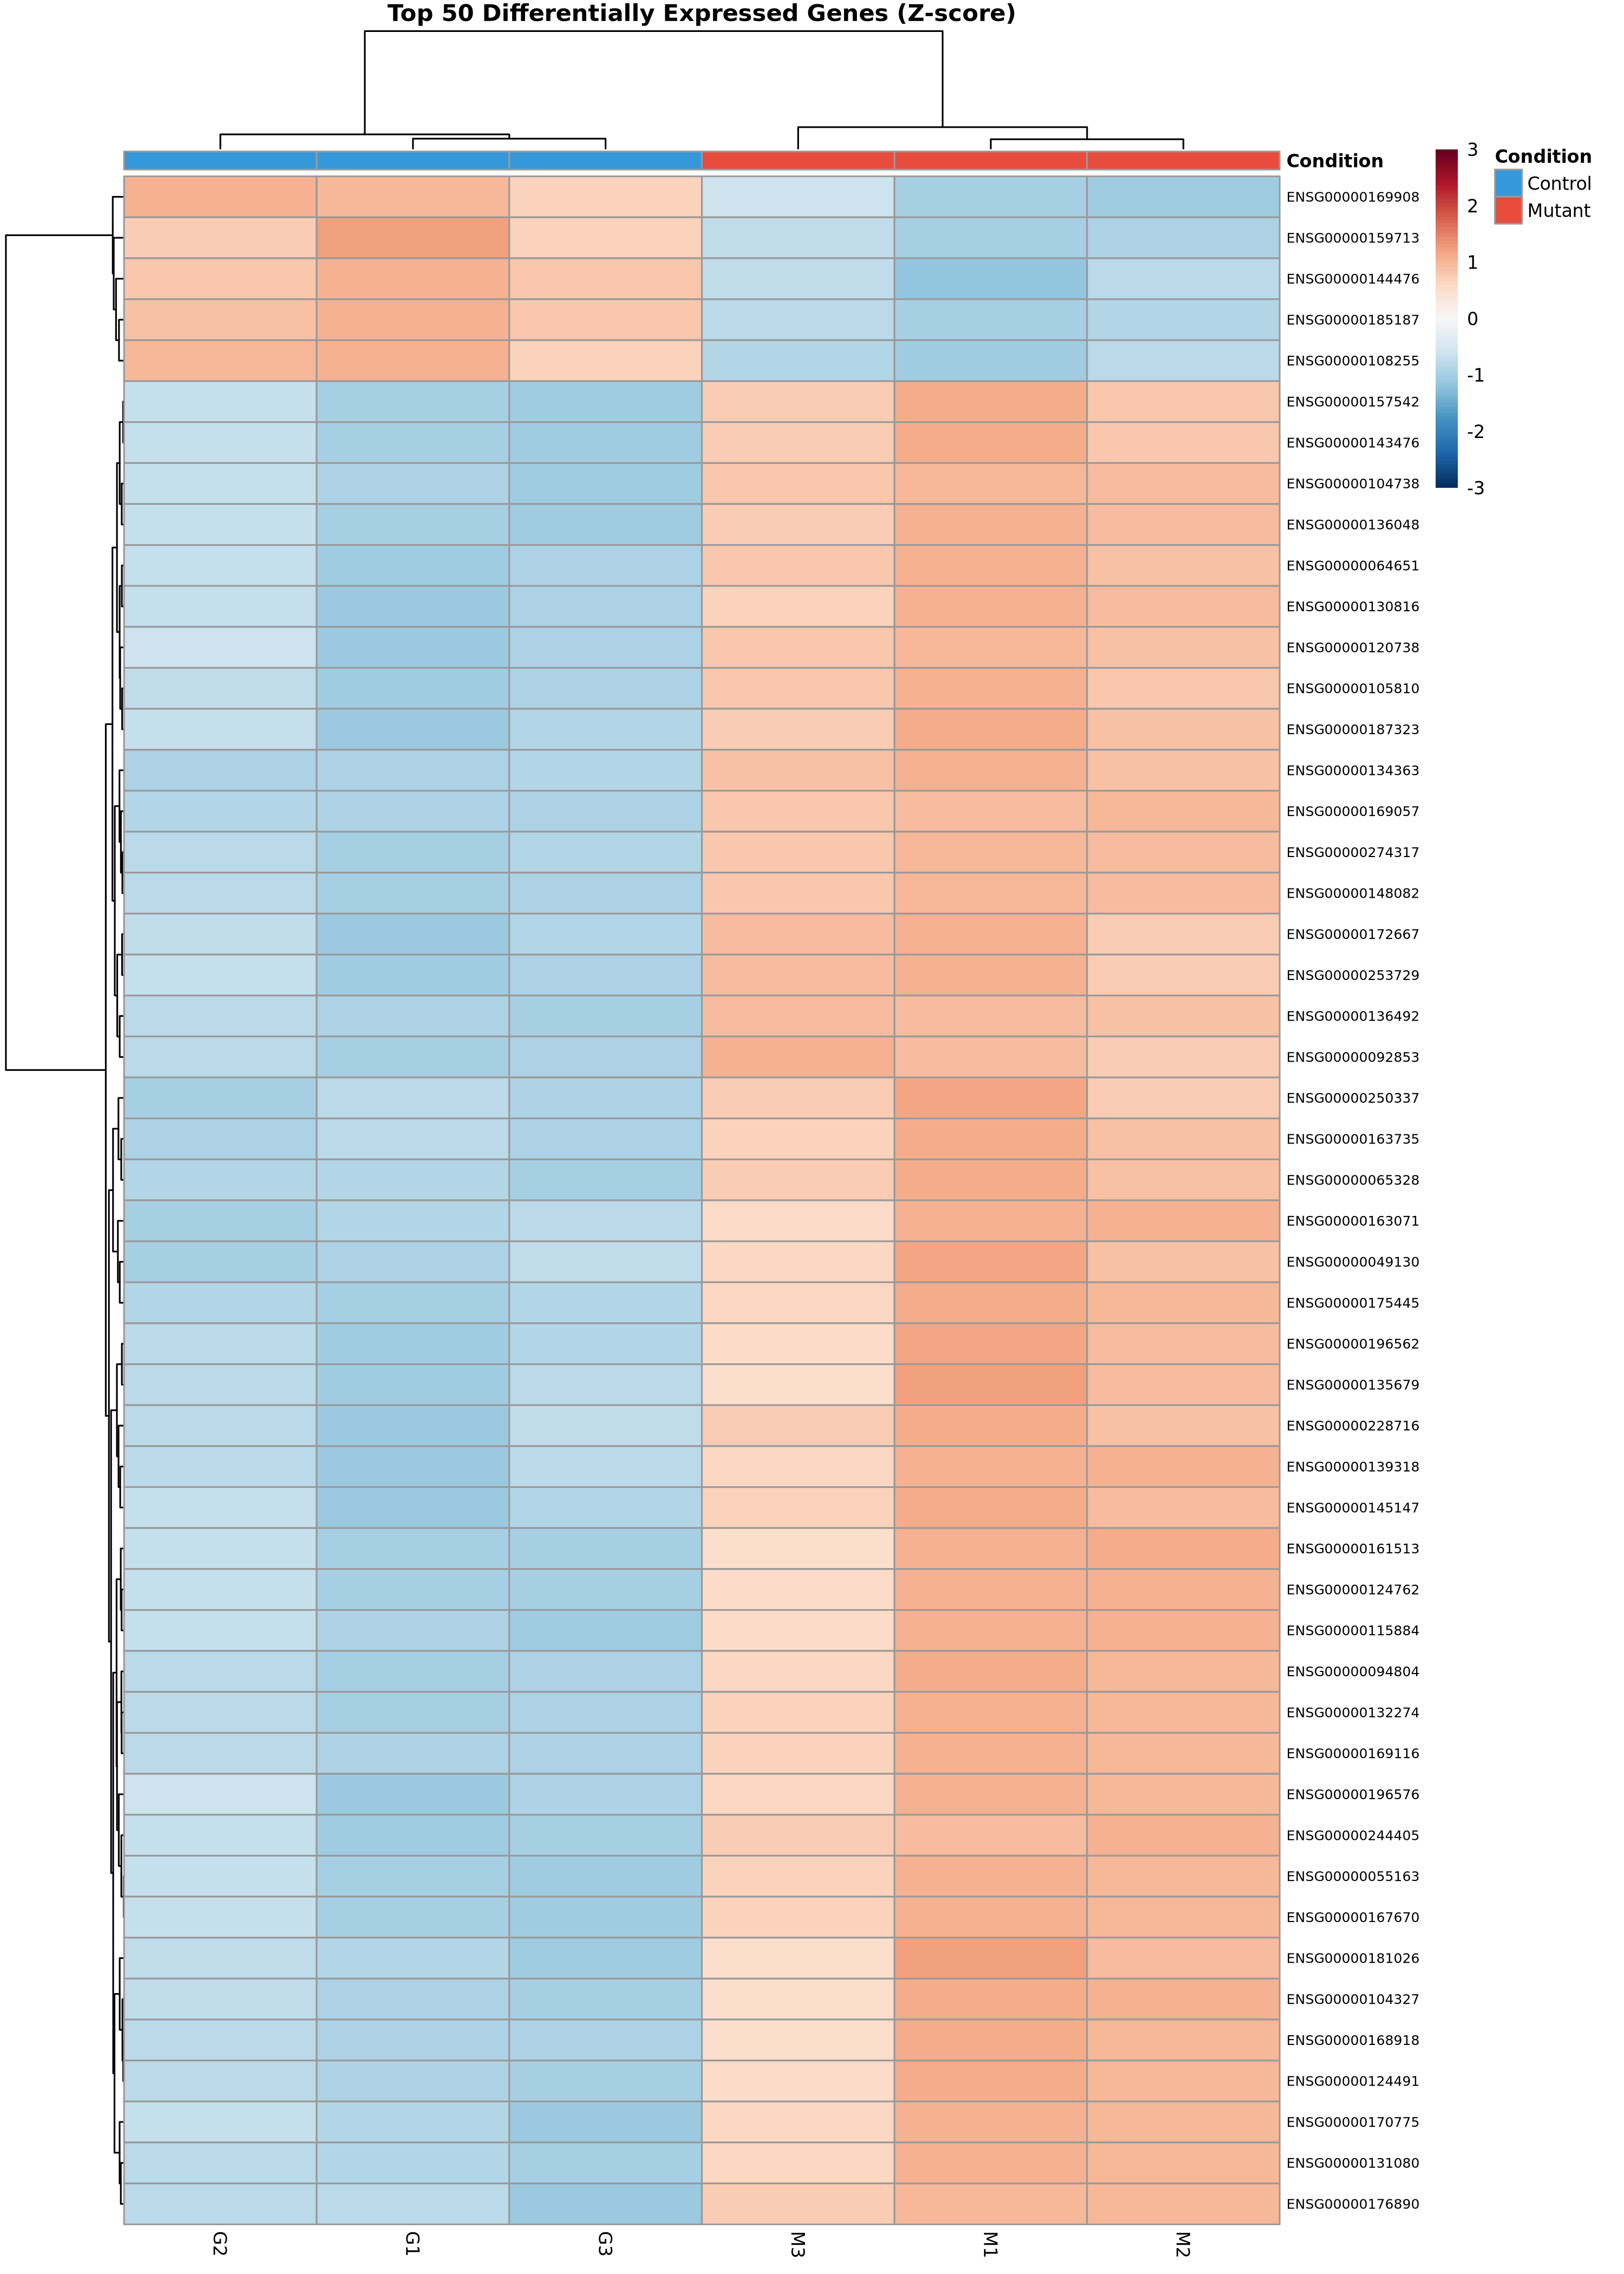 Top 50 Differentially Expressed Genes (Z-score)
Condition
ENSG00000169908
ENSG00000159713
ENSG00000144476
ENSG00000185187
ENSG00000108255
ENSG00000157542
ENSG00000143476
ENSG00000104738
ENSG00000136048
ENSG00000064651
ENSG00000130816
ENSG00000120738
ENSG00000105810
ENSG00000187323
ENSG00000134363
ENSG00000169057
ENSG00000274317
ENSG00000148082
ENSG00000172667
ENSG00000253729
ENSG00000136492
ENSG00000092853
ENSG00000250337
ENSG00000163735
ENSG00000065328
ENSG00000163071
ENSG00000049130
ENSG00000175445
ENSG00000196562
ENSG00000135679
ENSG00000228716
ENSG00000139318
ENSG00000145147
ENSG00000161513
ENSG00000124762
ENSG00000115884
ENSG00000094804
ENSG00000132274
ENSG00000169116
ENSG00000196576
ENSG00000244405
ENSG00000055163
ENSG00000167670
ENSG00000181026
ENSG00000104327
ENSG00000168918
ENSG00000124491
ENSG00000170775
ENSG00000131080
ENSG00000176890
G2
G1
G3
M3
M1
M2
3
2
1
0
-1
-2
-3
Condition
Control
Mutant